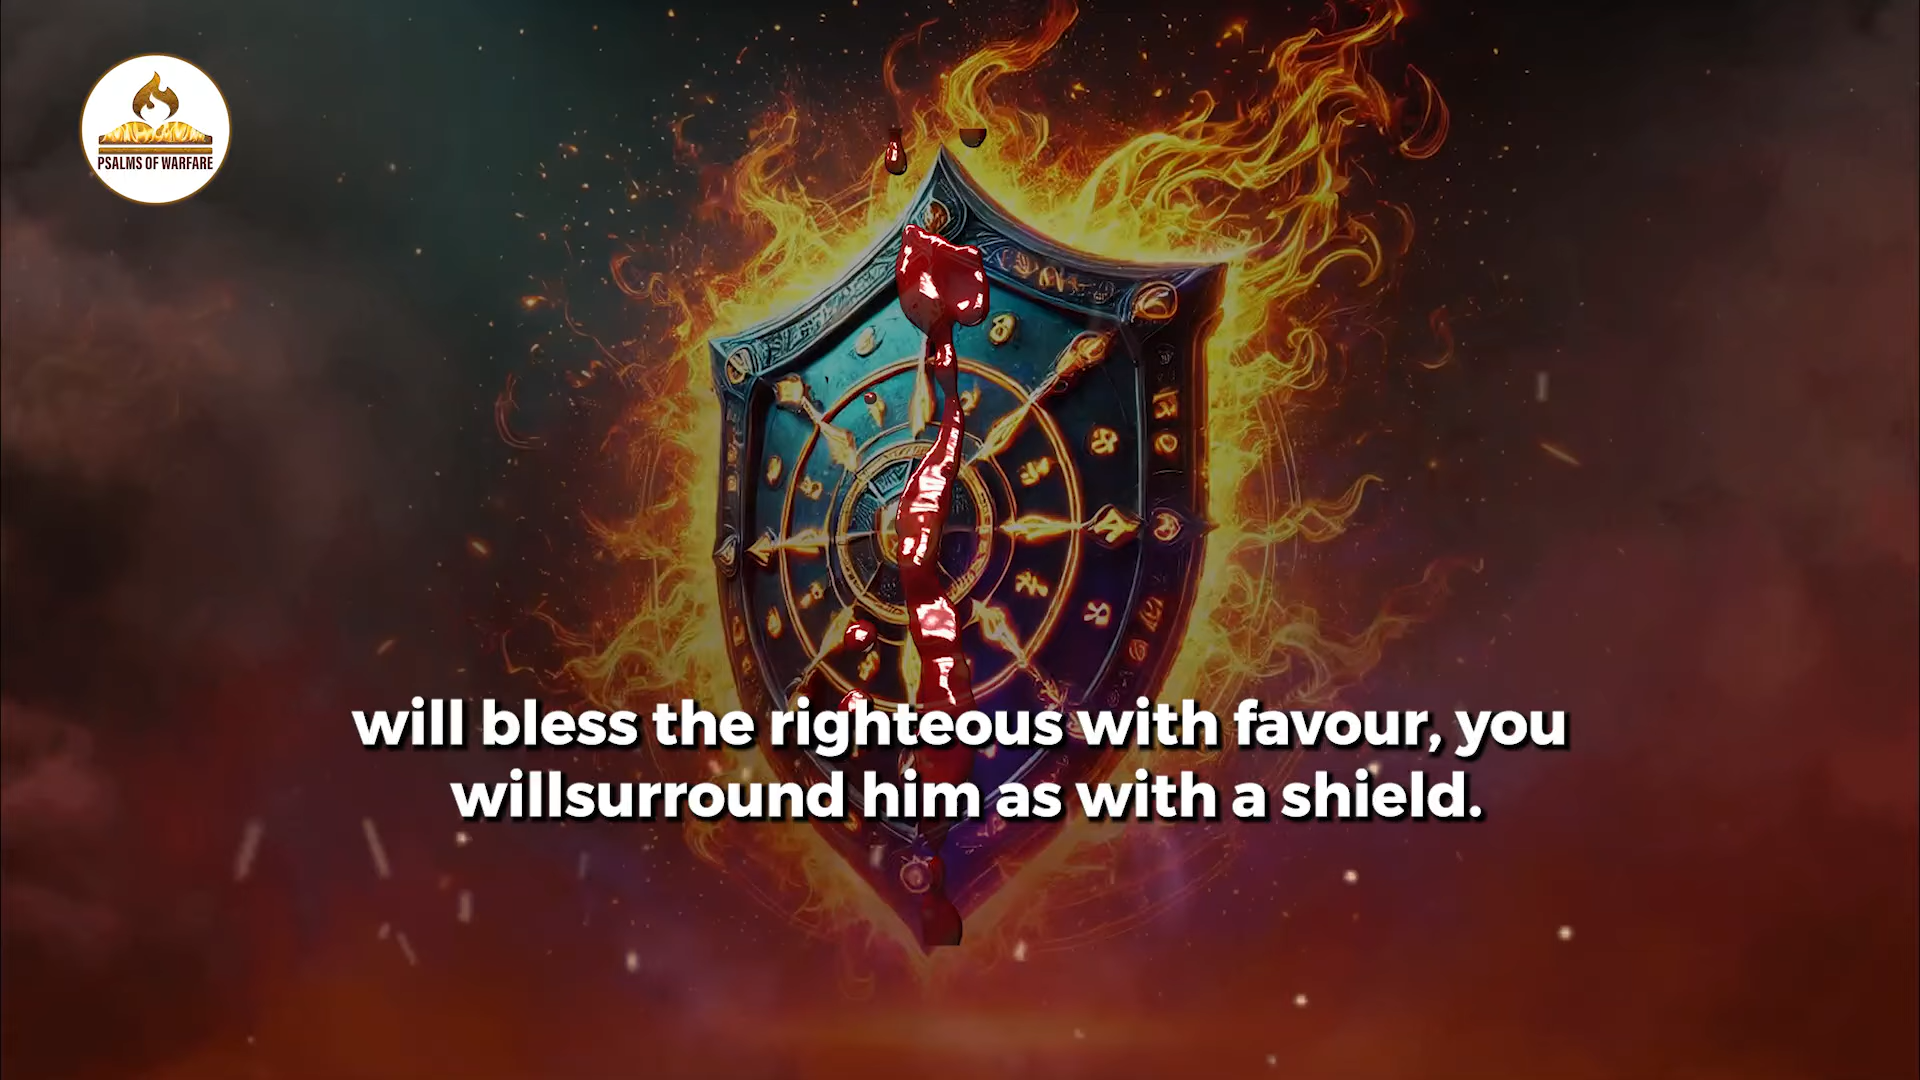 PSALMS OF WARFARE
will bless the righteous with favour, you
willsurround him as with a shield.